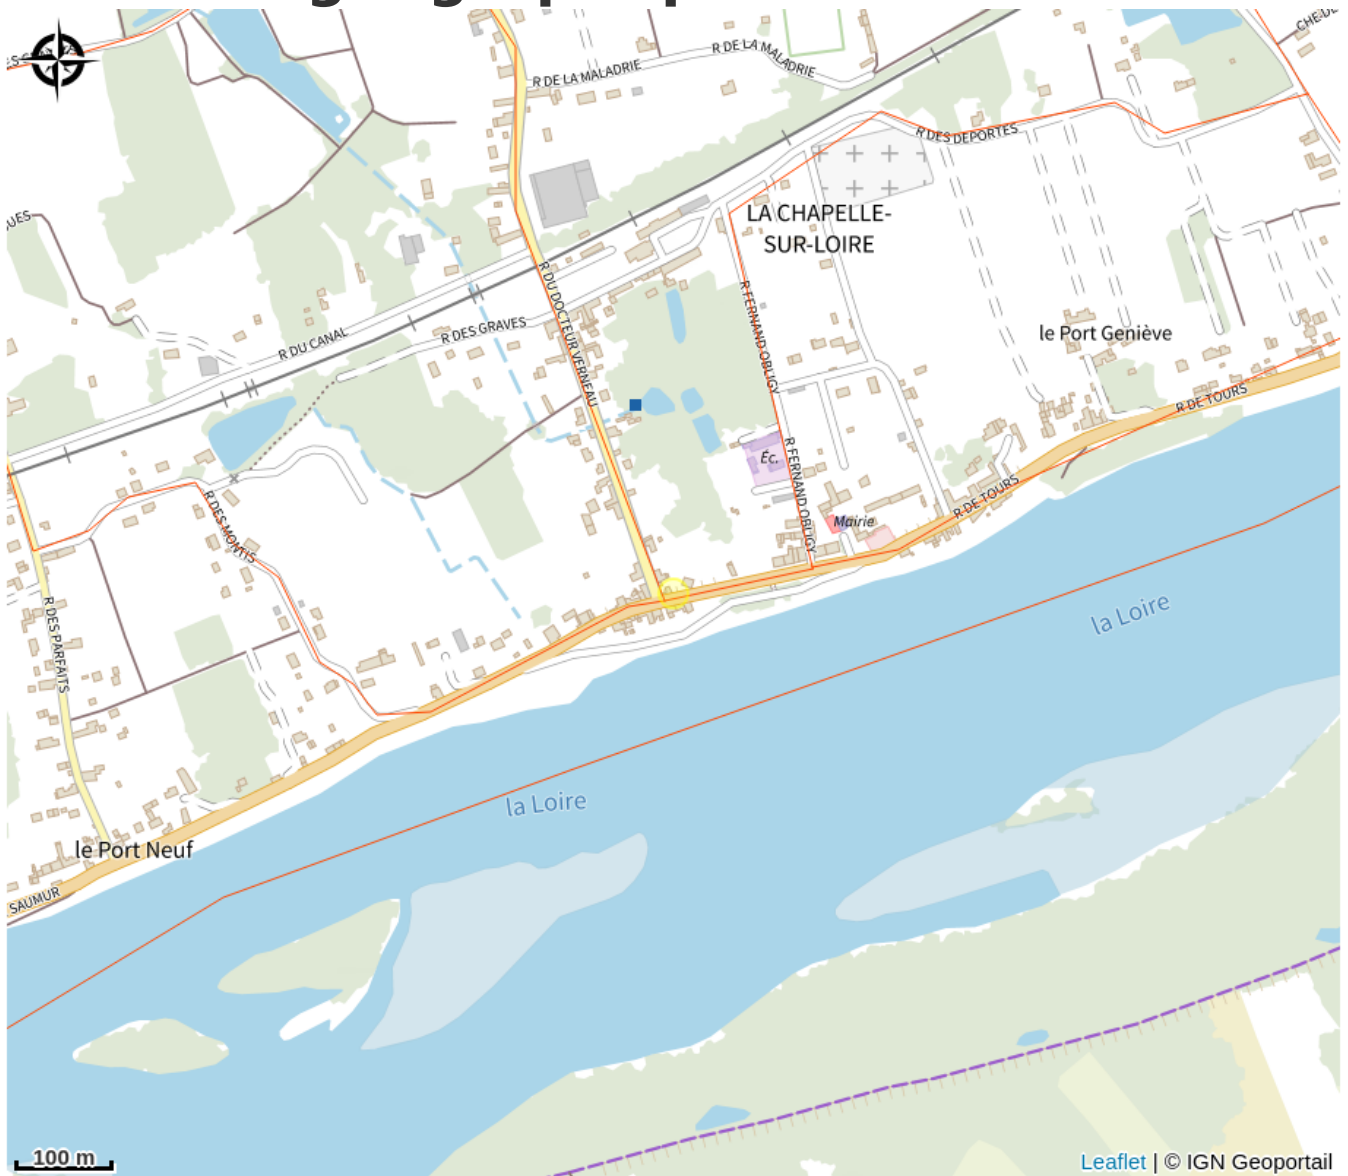 R DE LA MALADRIE
R DE LA MALADRIE
R DES DEPORTES
LA CHAPELLE-
SUR-LOIRE
R DU DOCTEUR VERNEAU
R FERNAND OBLIGY
R DU CANAL
R DES GRAVES
le Port Geniève
R DE TOURS
R FERNAND OBLIGY
Éc.
Mairie
R DE TOURS
R DES MONTIS
R DES PARFAITS
la Loire
la Loire
le Port Neuf
SAUMUR
100 m
Leaflet | © IGN Geoportail